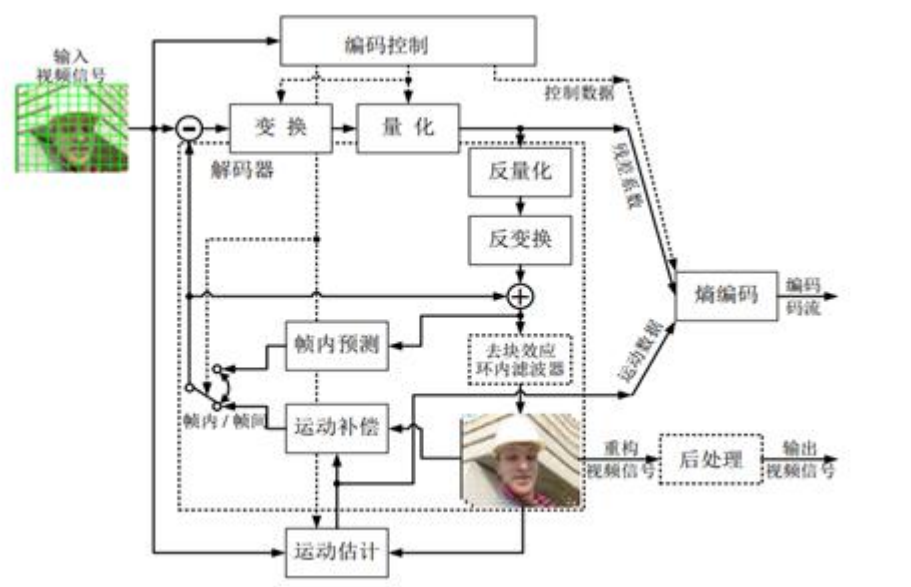 编码控制
输入
视频信号
控制数据
变换
量化
解码器
残差系数
反量化
反变换
熵编码
编码
码流
帧内预测
去块效应
环内滤波器
运动数据
帧内/帧间
运动补偿
重构
视频信号
后处理
输出
视频信号
运动估计